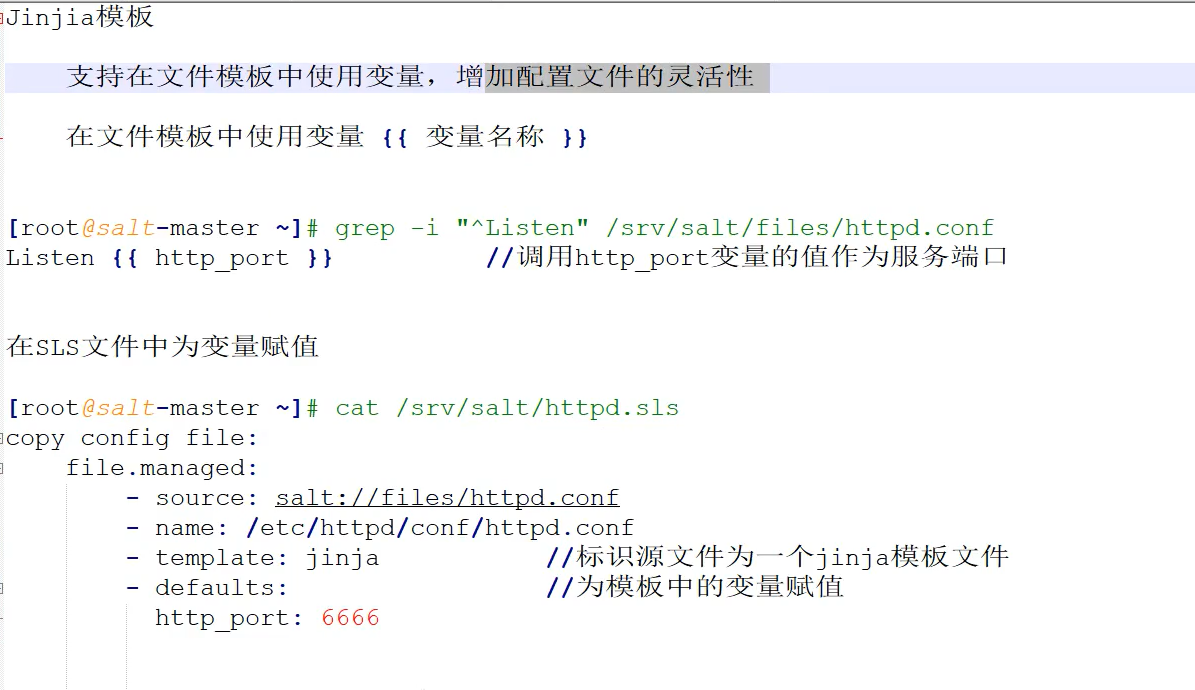 Jinjia模板
支持在文件模板中使用变量，增加配置文件的灵活性
在文件模板中使用变量 {{ 变量名称 }}
[root@salt-master ~]# grep -i "^Listen" /srv/salt/files/httpd.conf
Listen {{ http_port }} //调用http_port变量的值作为服务端口
在SLS文件中为变量赋值
[root@salt-master ~]# cat /srv/salt/httpd.sls
copy config file:
file.managed:
- source: salt://files/httpd.conf
- name: /etc/httpd/conf/httpd.conf
- template: jinja //标识源文件为一个jinja模板文件
- defaults: //为模板中的变量赋值
http_port: 6666